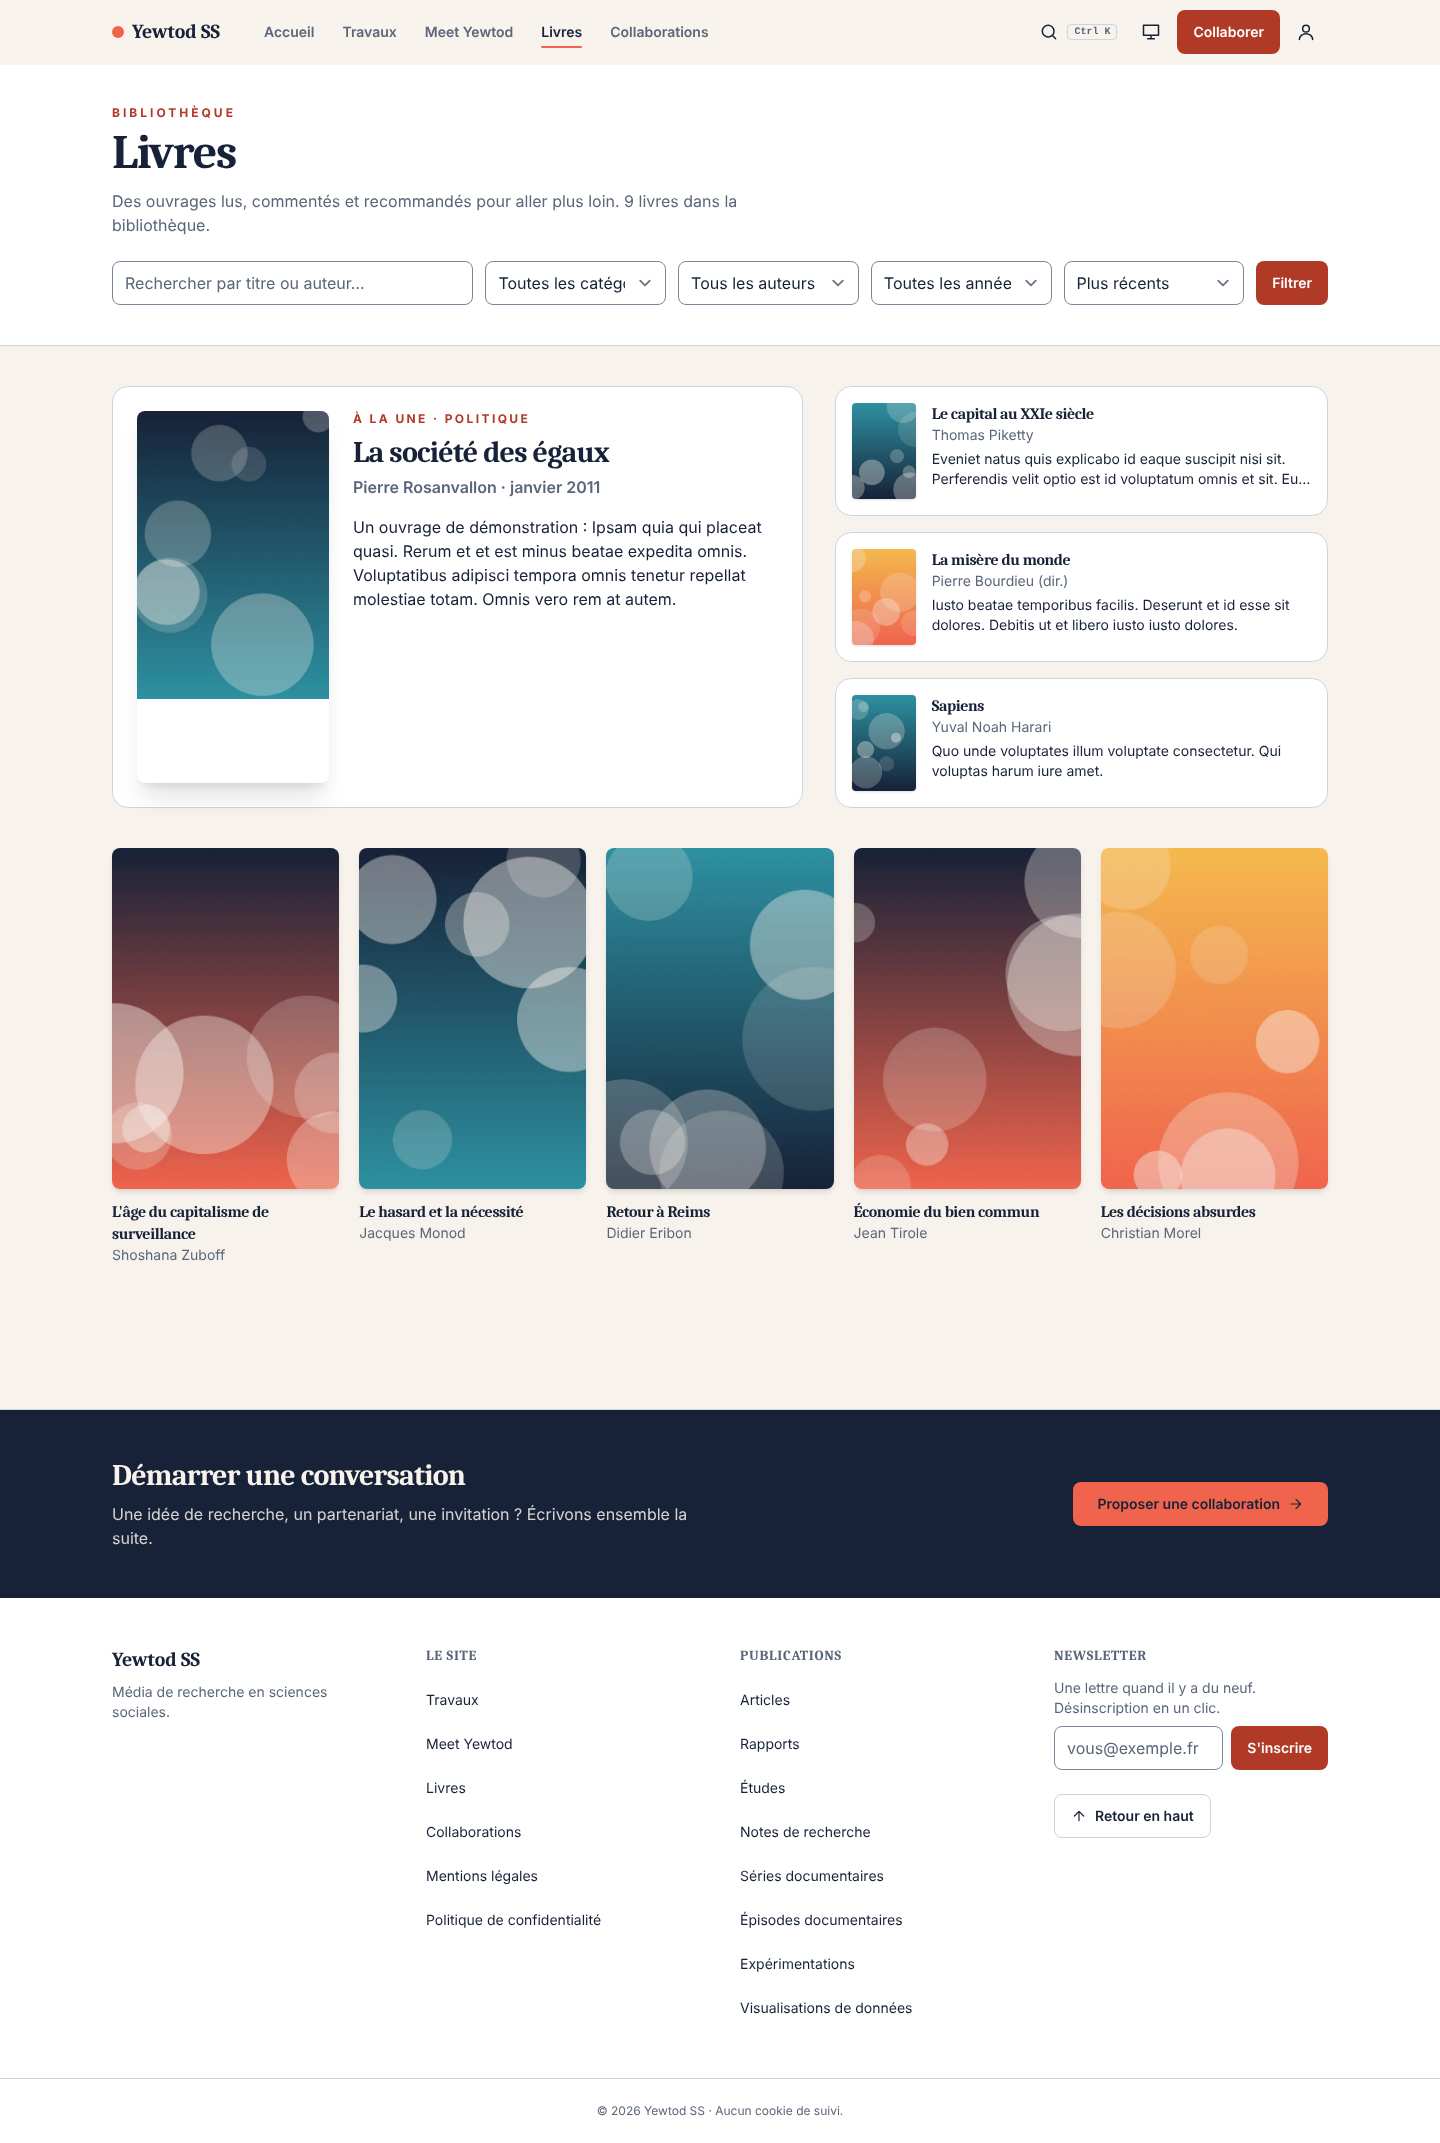 Yewtod SS
Accueil
Travaux
Meet Yewtod
Livres
Collaborations
Ctrl K
Collaborer
BIBLIOTHÈQUE
Livres
Des ouvrages lus, commentés et recommandés pour aller plus loin. 9 livres dans la
bibliothèque.
Rechercher par titre ou auteur...
Toutes les catég
Tous les auteurs
Toutes les année
Plus récents
Filtrer
À LA UNE · POLITIQUE
La société des égaux
Pierre Rosanvallon · janvier 2011
Un ouvrage de démonstration : Ipsam quia qui placeat
quasi. Rerum et et est minus beatae expedita omnis.
Voluptatibus adipisci tempora omnis tenetur repellat
molestiae totam. Omnis vero rem at autem.
Le capital au XXIe siècle
Thomas Piketty
Eveniet natus quis explicabo id eaque suscipit nisi sit.
Perferendis velit optio est id voluptatum omnis et sit. Eu...
La misère du monde
Pierre Bourdieu (dir.)
Iusto beatae temporibus facilis. Deserunt et id esse sit
dolores. Debitis ut et libero iusto iusto dolores.
Sapiens
Yuval Noah Harari
Quo unde voluptates illum voluptate consectetur. Qui
voluptas harum iure amet.
L'âge du capitalisme de
surveillance
Shoshana Zuboff
Le hasard et la nécessité
Jacques Monod
Retour à Reims
Didier Eribon
Économie du bien commun
Jean Tirole
Les décisions absurdes
Christian Morel
Démarrer une conversation
Une idée de recherche, un partenariat, une invitation ? Écrivons ensemble la
suite.
Proposer une collaboration
Yewtod SS
Média de recherche en sciences
sociales.
LE SITE
Travaux
Meet Yewtod
Livres
Collaborations
Mentions légales
Politique de confidentialité
PUBLICATIONS
Articles
Rapports
Études
Notes de recherche
Séries documentaires
Épisodes documentaires
Expérimentations
Visualisations de données
NEWSLETTER
Une lettre quand il y a du neuf.
Désinscription en un clic.
vous@exemple.fr
S'inscrire
Retour en haut
© 2026 Yewtod SS · Aucun cookie de suivi.